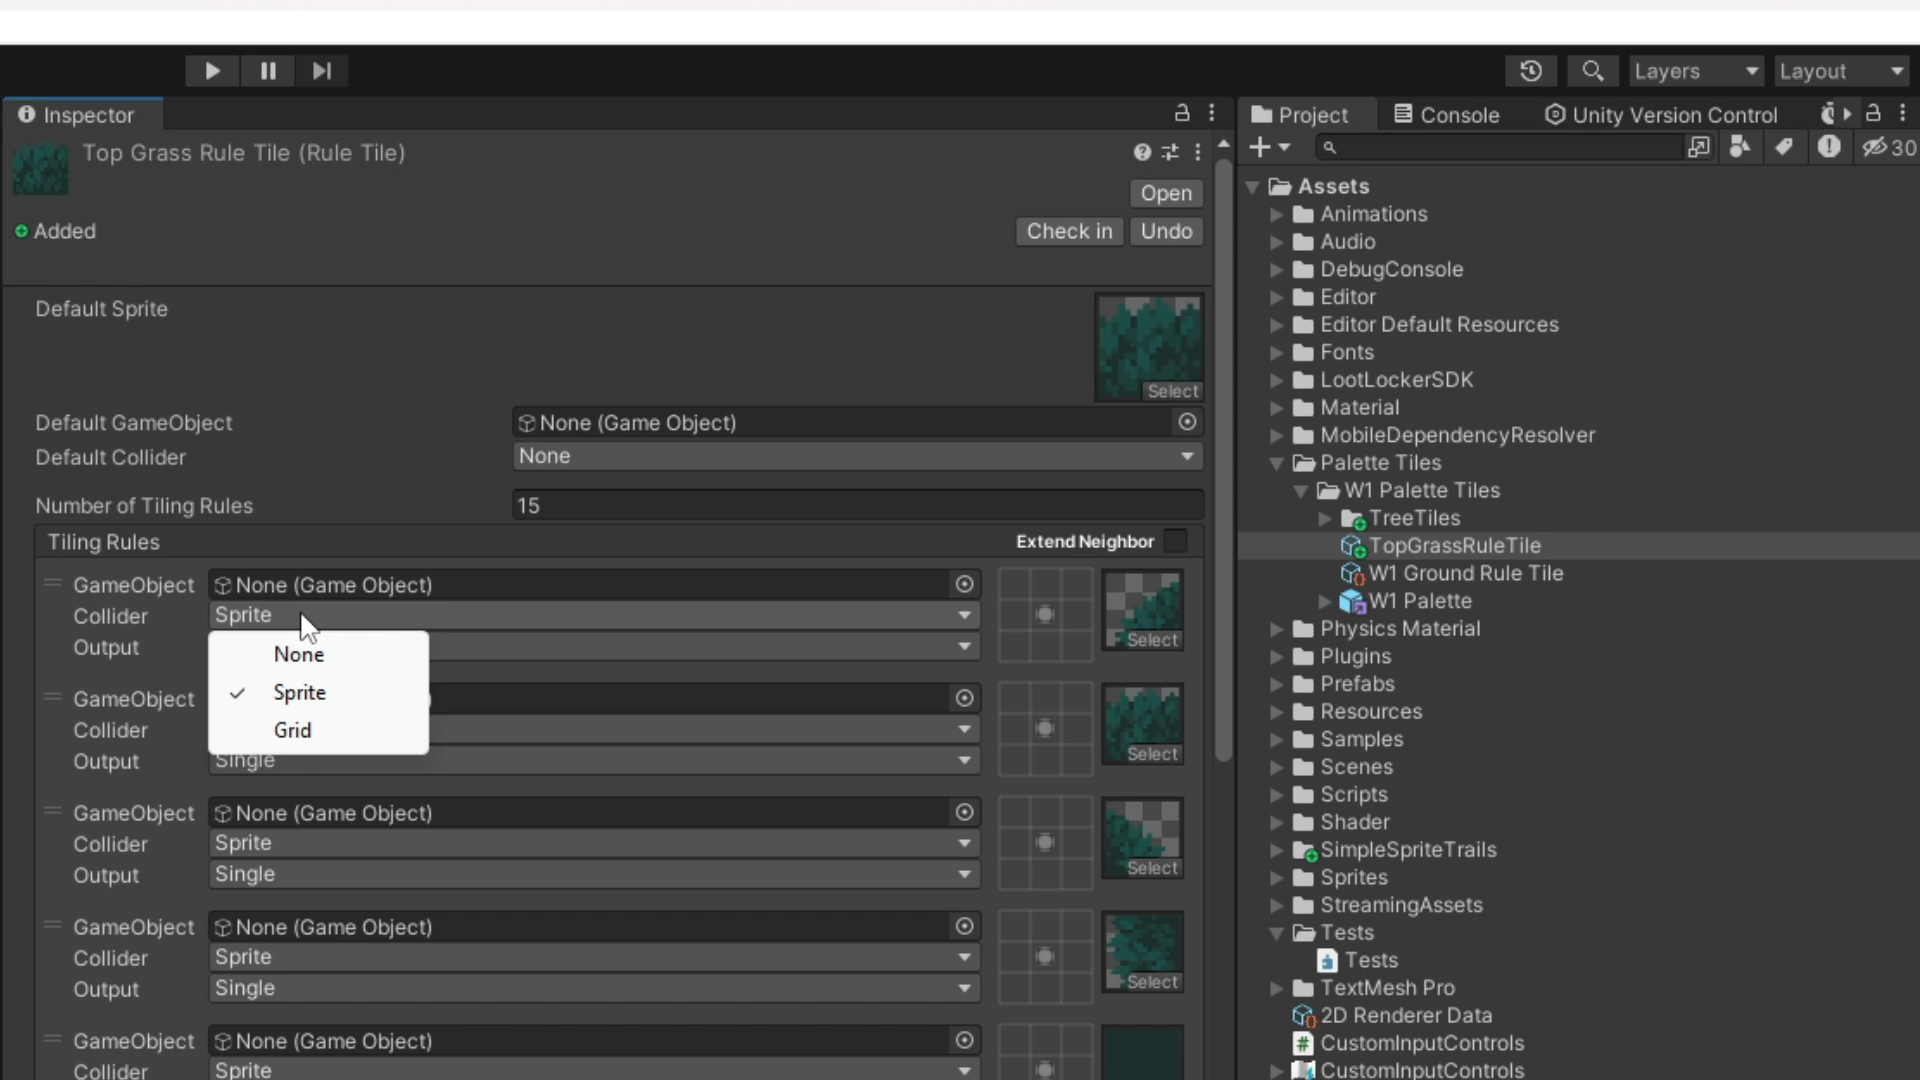 Layers
Layout
Inspector
Top Grass Rule Tile (Rule Tile)
Open
Added
Check in
Undo
Default Sprite
Select
Default GameObject
None (Game Object)
Default Collider
None
Number of Tiling Rules
15
Tiling Rules
Extend Neighbor
GameObject
None (Game Object)
Collider
Sprite
Output
Select
None
Sprite
Grid
GameObject
Collider
Output
Single
Select
GameObject
None (Game Object)
Collider
Sprite
Output
Single
Select
GameObject
None (Game Object)
Collider
Sprite
Output
Single
Select
GameObject
None (Game Object)
Collider
Sprite
Project
Console
Unity Version Control
30
Assets
Animations
Audio
DebugConsole
Editor
Editor Default Resources
Fonts
LootLockerSDK
Material
MobileDependencyResolver
Palette Tiles
W1 Palette Tiles
TreeTiles
TopGrassRuleTile
W1 Ground Rule Tile
W1 Palette
Physics Material
Plugins
Prefabs
Resources
Samples
Scenes
Scripts
Shader
SimpleSpriteTrails
Sprites
StreamingAssets
Tests
Tests
TextMesh Pro
2D Renderer Data
CustomInputControls
CustomInputControls